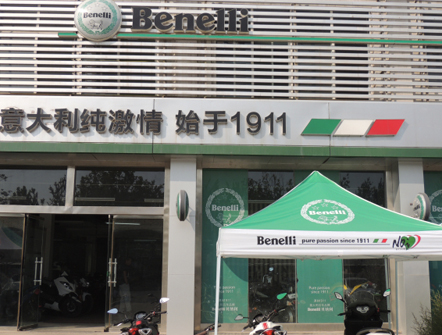 Benelli
Benelli
意大利纯激情 始于1911
Benelli
Benelli
Benelli pure passion since 1911